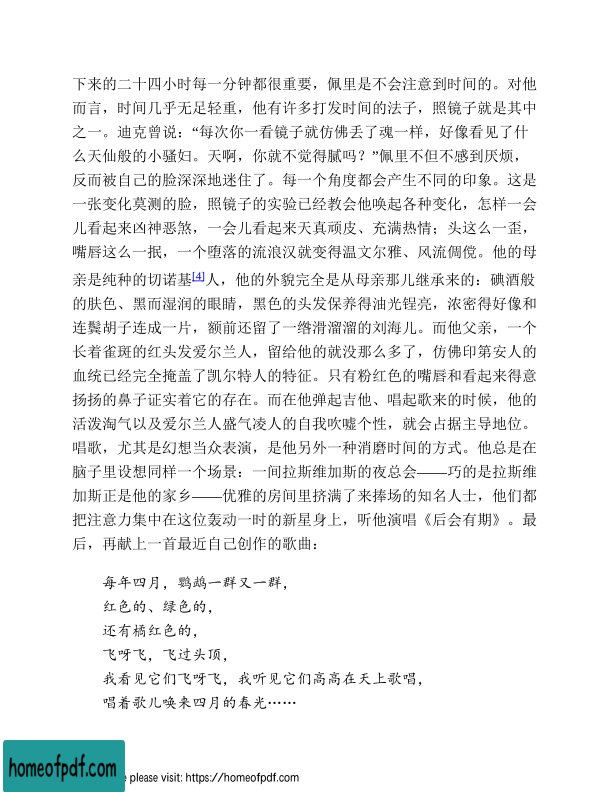 下来的二十四小时每一分钟都很重要，佩里是不会注意到时间的。对他
而言，时间几乎无足轻重，他有许多打发时间的法子，照镜子就是其中
之一。迪克曾说：“每次你一看镜子就仿佛丢了魂一样，好像看见了什
么天仙般的小骚妇。天啊，你就不觉得腻吗？”佩里不但不感到厌烦，
反而被自己的脸深深地迷住了。每一个角度都会产生不同的印象。这是
一张变化莫测的脸，照镜子的实验已经教会他唤起各种变化，怎样一会
儿看起来凶神恶煞，一会儿看起来天真顽皮、充满热情；头这么一歪，
嘴唇这么一抿，一个堕落的流浪汉就变得温文尔雅、风流倜傥。他的母
亲是纯种的切诺基[4]人，他的外貌完全是从母亲那儿继承来的：碘酒般
的肤色、黑而湿润的眼睛，黑色的头发保养得油光锃亮，浓密得好像和
连鬓胡子连成一片，额前还留了一绺滑溜溜的刘海儿。而他父亲，一个
长着雀斑的红头发爱尔兰人，留给他的就没那么多了，仿佛印第安人的
血统已经完全掩盖了凯尔特人的特征。只有粉红色的嘴唇和看起来得意
扬扬的鼻子证实着它的存在。而在他弹起吉他、唱起歌来的时候，他的
活泼淘气以及爱尔兰人盛气凌人的自我吹嘘个性，就会占据主导地位。
唱歌，尤其是幻想当众表演，是他另外一种消磨时间的方式。他总是在
脑子里设想同样一个场景：一间拉斯维加斯的夜总会——巧的是拉斯维
加斯正是他的家乡——优雅的房间里挤满了来捧场的知名人士，他们都
把注意力集中在这位轰动一时的新星身上，听他演唱《后会有期》。最
后，再献上一首最近自己创作的歌曲：
每年四月，鹦鹉一群又一群，
红色的、绿色的，
还有橘红色的，
飞呀飞，飞过头顶，
我看见它们飞呀飞，我听见它们高高在天上歌唱，
唱着歌儿唤来四月的春光……
homeofpdf.com
e please visit: https://homeofpdf.com